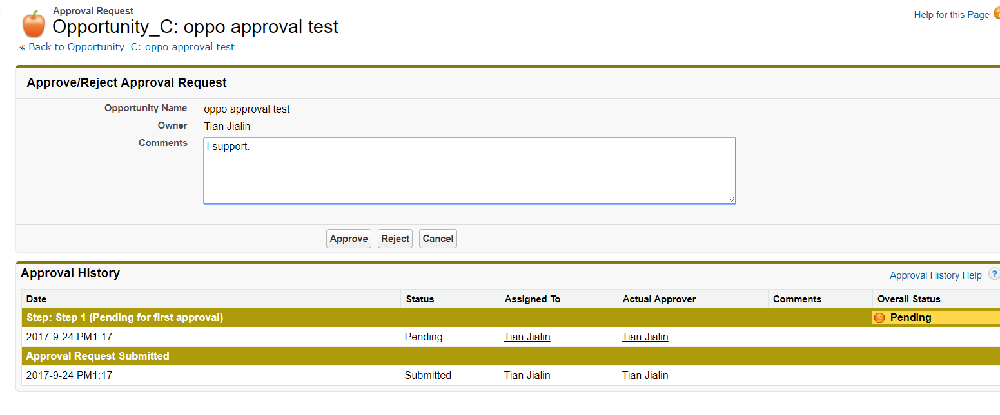 Approval Request
Opportunity_C: oppo approval test
Help for this Page
« Back to Opportunity_C: oppo approval test
Approve/Reject Approval Request
Opportunity Name oppo approval test
Owner Tian Jialin
Comments I support.
Approve Reject Cancel
Approval History
Approval History Help ?
Date Status Assigned To Actual Approver Comments Overall Status
Step: Step 1 (Pending for first approval) Pending
2017-9-24 PM1:17 Pending Tian Jialin Tian Jialin
Approval Request Submitted
2017-9-24 PM1:17 Submitted Tian Jialin Tian Jialin